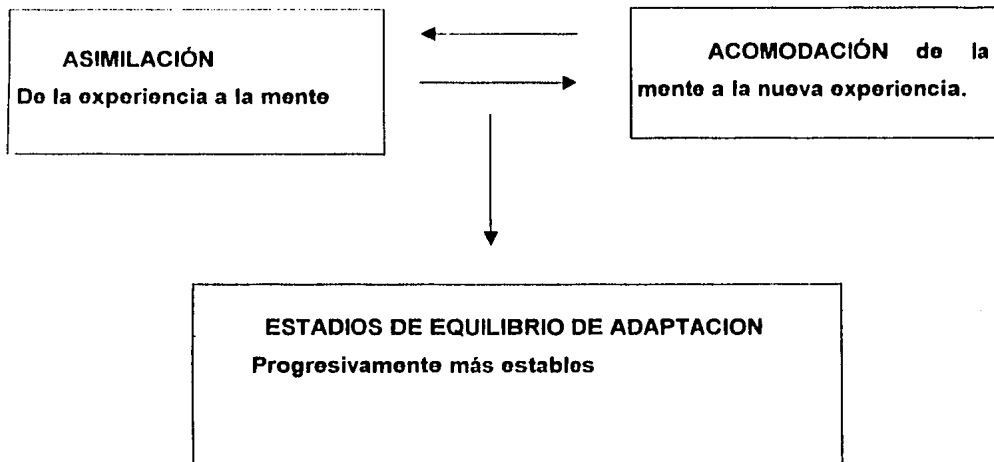 ASIMILACIÓN
De la experiencia a la mente
ACOMODACIÓN de la
mente a la nueva experiencia.
ESTADIOS DE EQUILIBRIO DE ADAPTACION
Progresivamente más estables